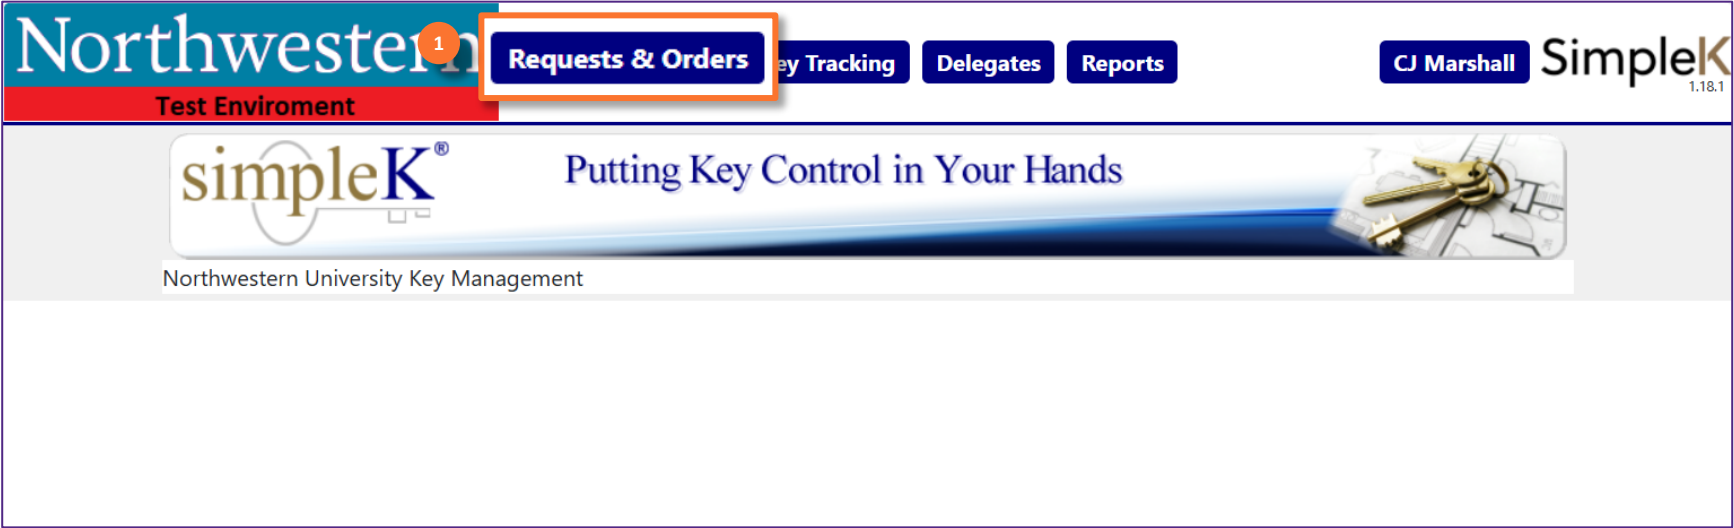 Northwestern
1
Requests & Orders
ey Tracking
Delegates
Reports
CJ Marshall
SimpleK
1.18.1
Test Enviroment
simpleK®
Putting Key Control in Your Hands
Northwestern University Key Management